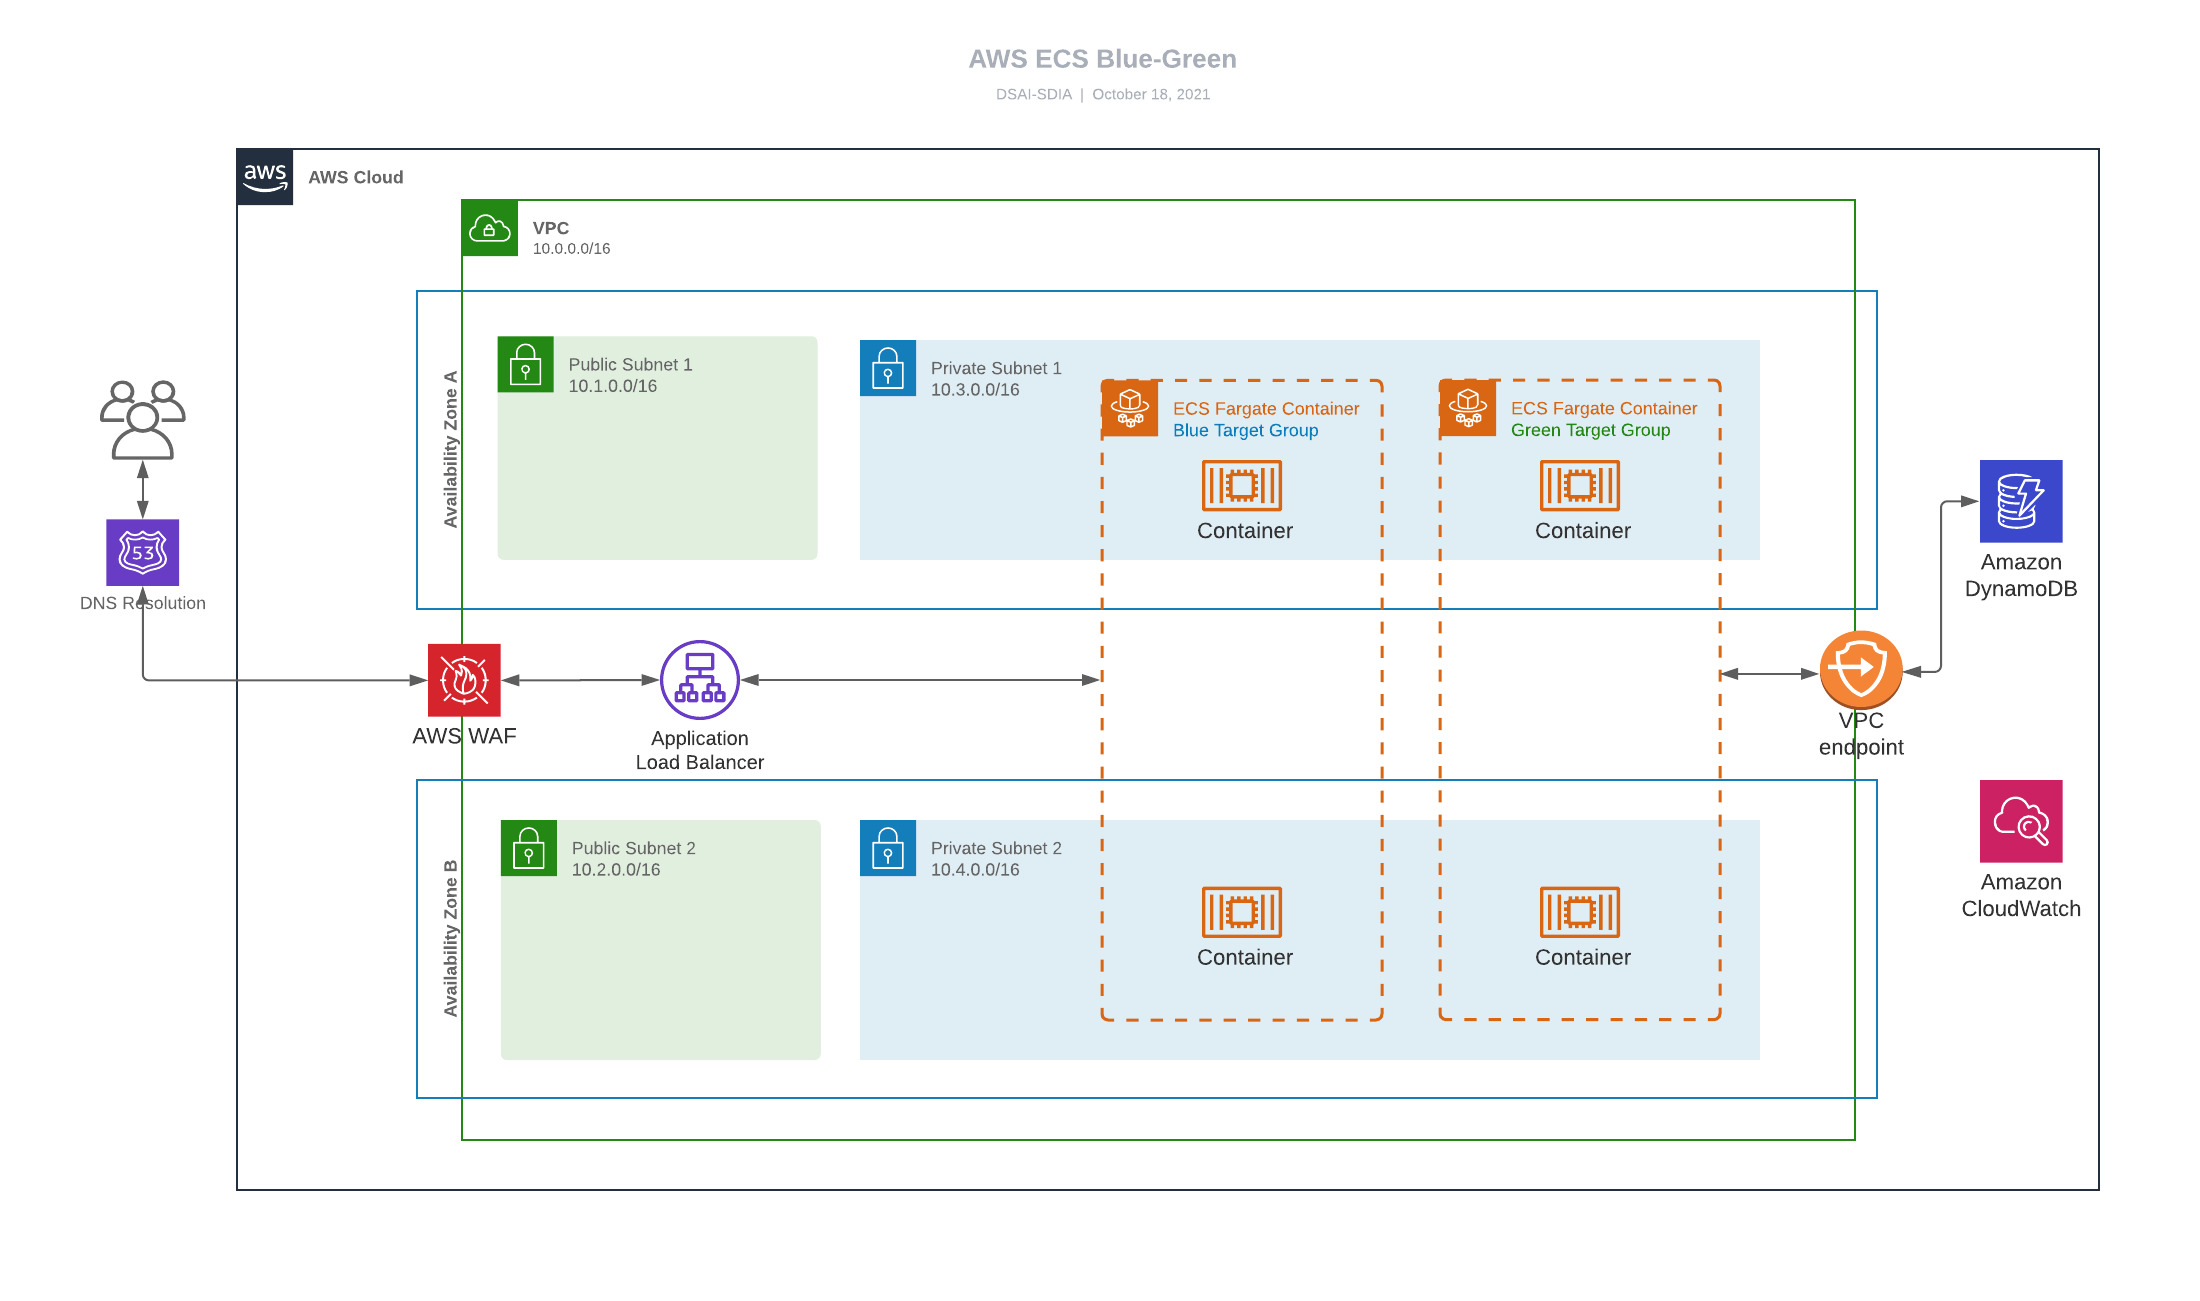 AWS ECS Blue-Green
DSAI-SDIA | October 18, 2021
aws
AWS Cloud
VPC
10.0.0.0/16
Availability Zone A
Public Subnet 1
10.1.0.0/16
Private Subnet 1
10.3.0.0/16
ECS Fargate Container
Blue Target Group
Container
ECS Fargate Container
Green Target Group
Container
53
DNS Resolution
Amazon
DynamoDB
AWS WAF
Application
Load Balancer
VPC
endpoint
Availability Zone B
Public Subnet 2
10.2.0.0/16
Private Subnet 2
10.4.0.0/16
Container
Container
Amazon
CloudWatch